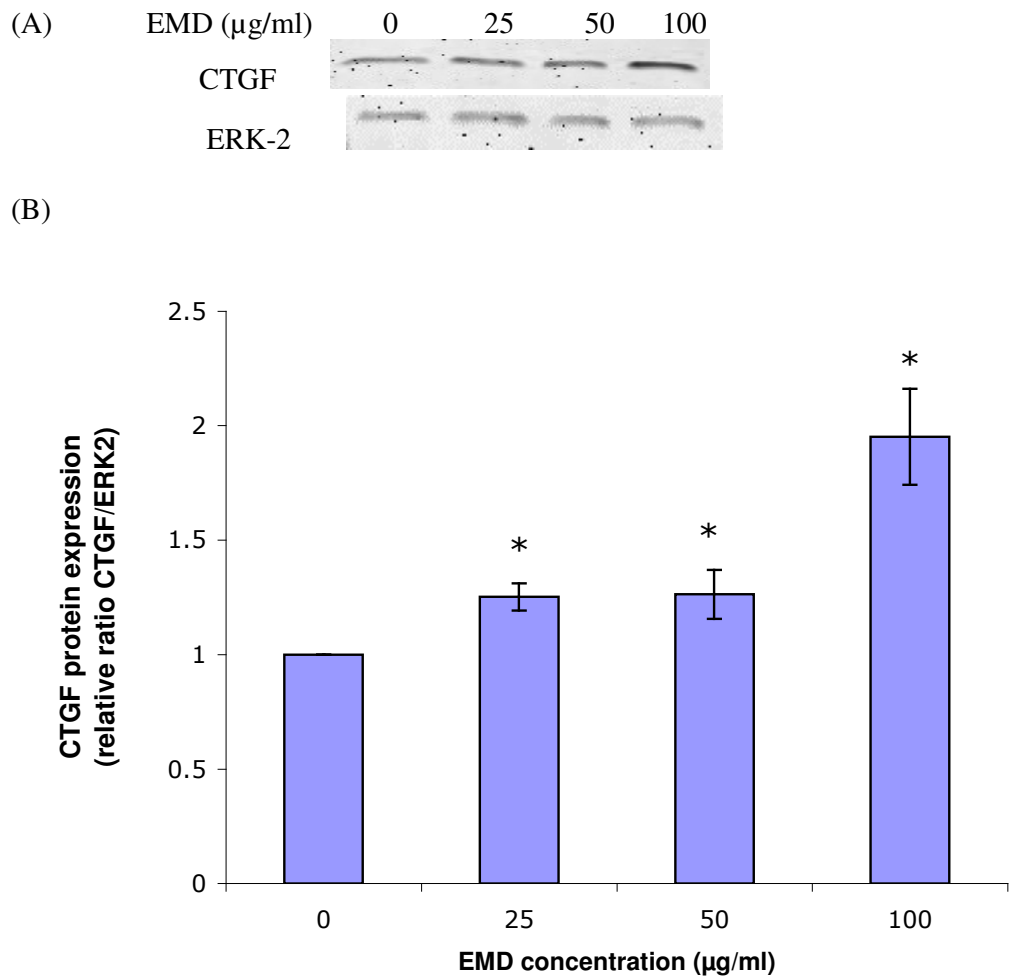 (A) EMD (µg/ml) 0 25 50 100
CTGF
ERK-2
(B)
2.5
2
1.5
1
0.5
0
* * *
0 25 50 100
CTGF protein expression
(relative ratio CTGF/ERK2)
EMD concentration (µg/ml)